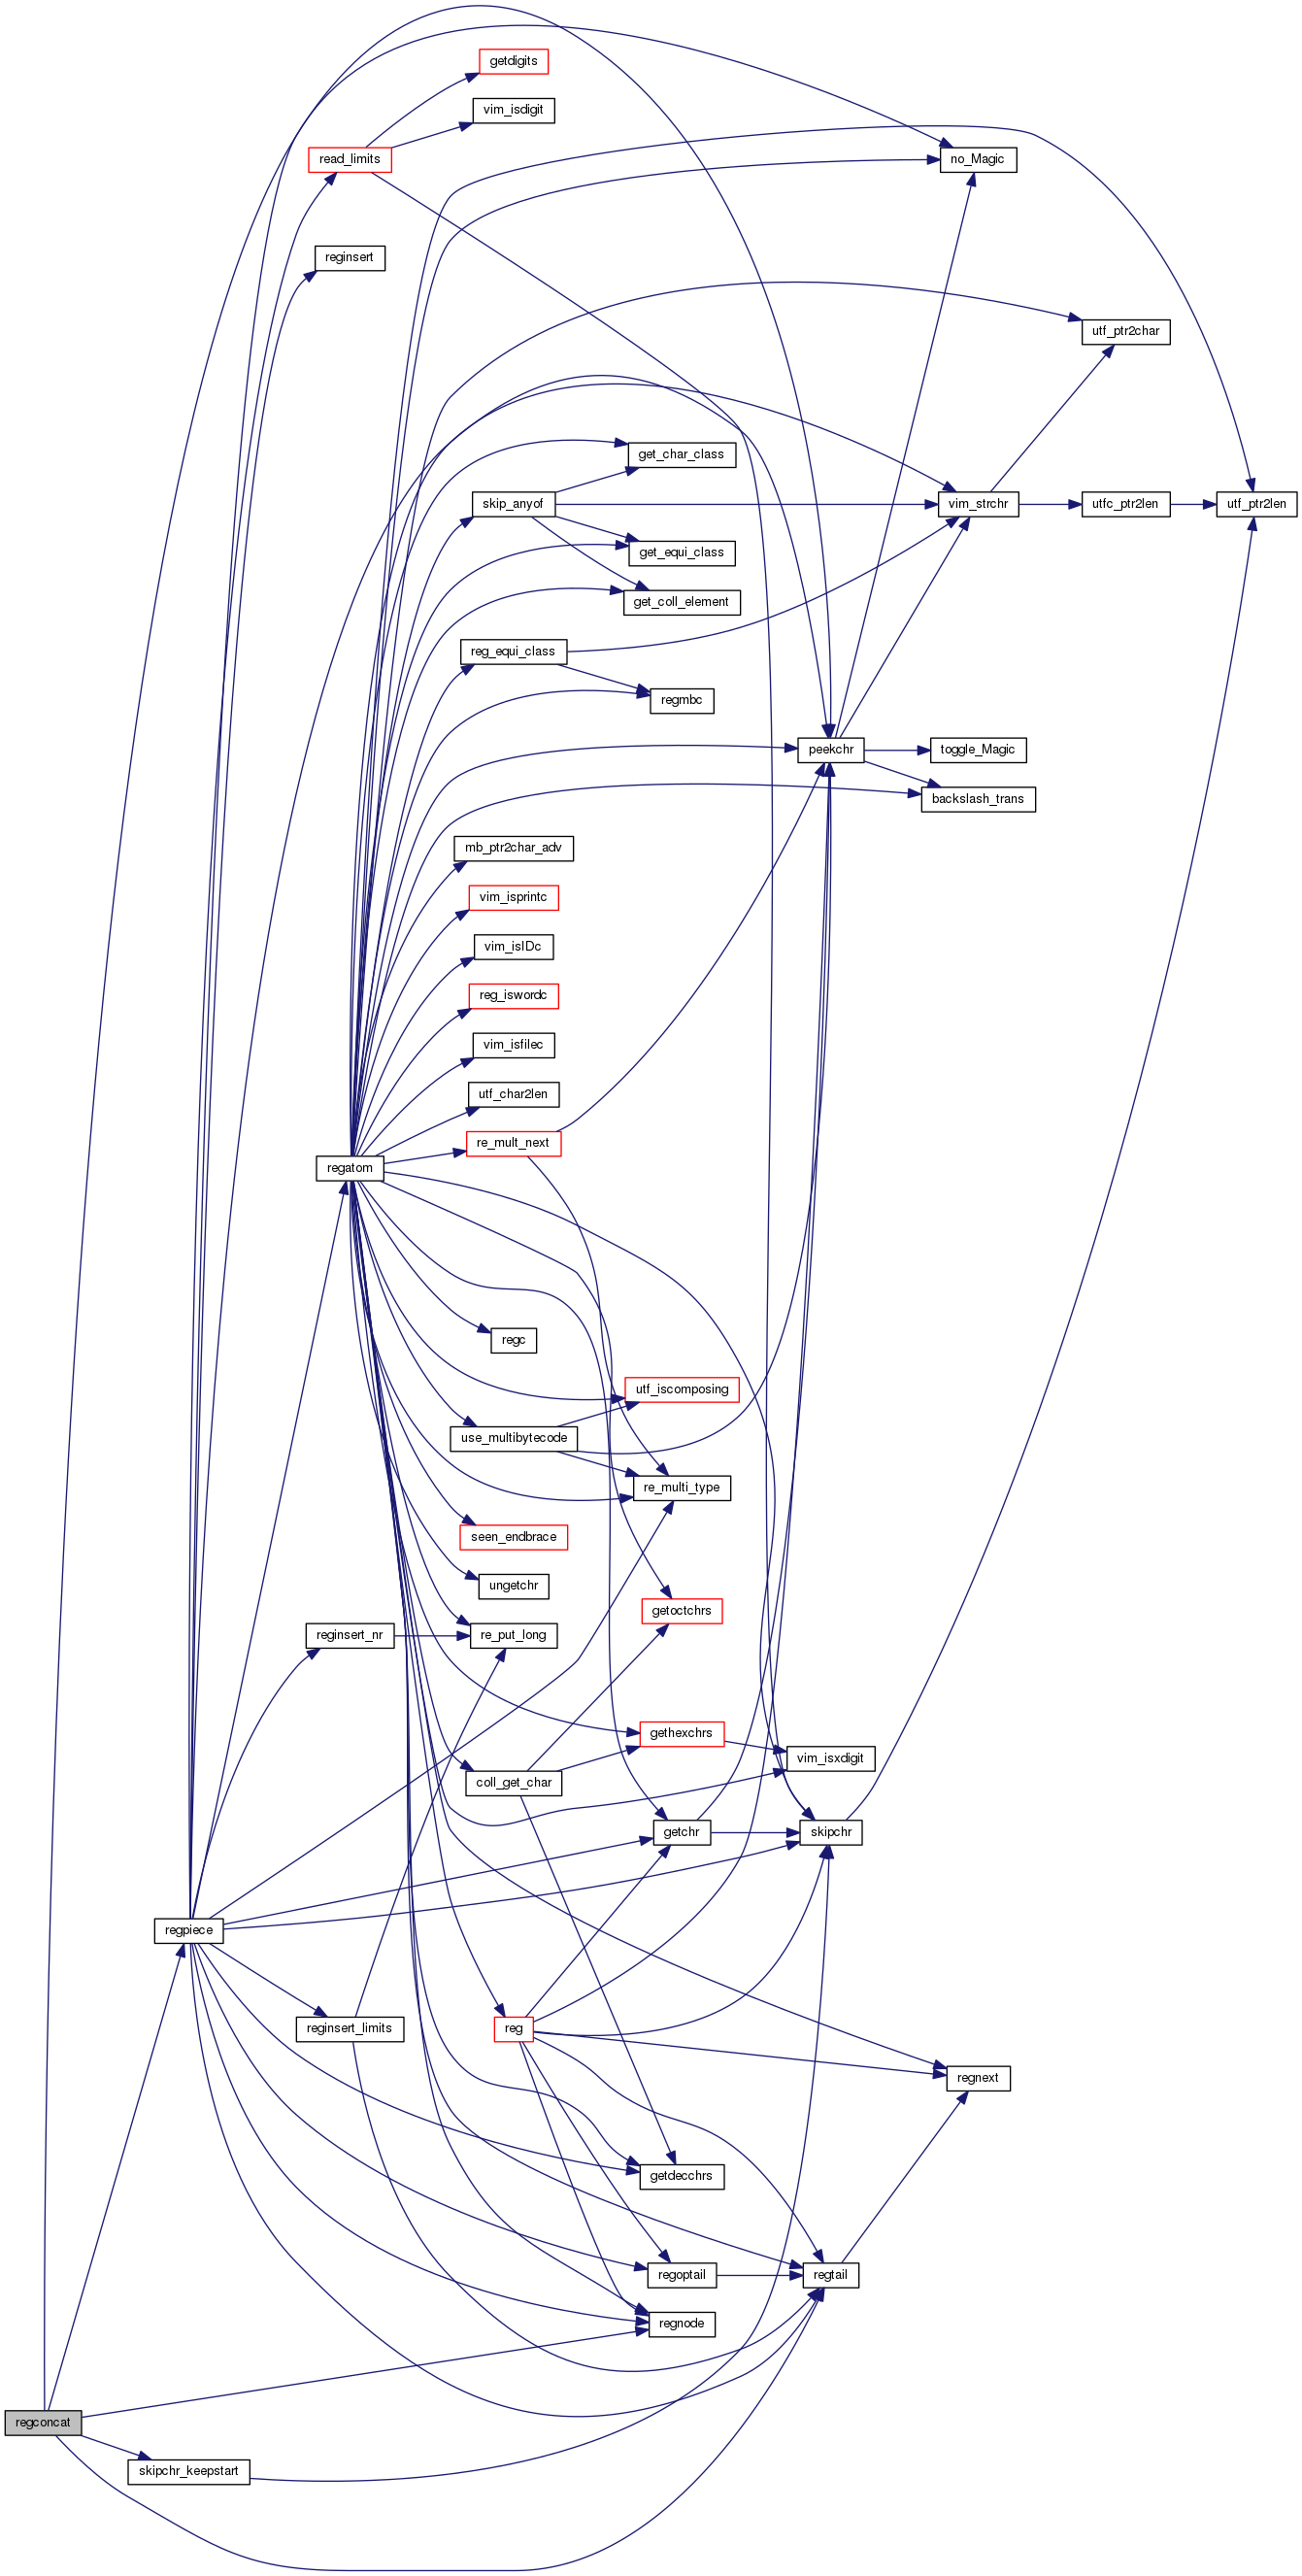 getdigits
vim_isdigit
read_limits
no_Magic
reginsert
utf_ptr2char
get_char_class
skip_anyof
vim_strchr
utfc_ptr2len
utf_ptr2len
get_equi_class
get_coll_element
reg_equi_class
regmbc
peekchr
toggle_Magic
backslash_trans
mb_ptr2char_adv
vim_isprintc
vim_isIDc
reg_iswordc
vim_isfilec
utf_char2len
re_mult_next
regatom
regc
utf_iscomposing
use_multibytecode
re_multi_type
seen_endbrace
ungetchr
getoctchrs
reginsert_nr
re_put_long
gethexchrs
vim_isxdigit
coll_get_char
getchr
skipchr
regpiece
reginsert_limits
reg
regnext
getdecchrs
regoptail
regtail
regnode
regconcat
skipchr_keepstart